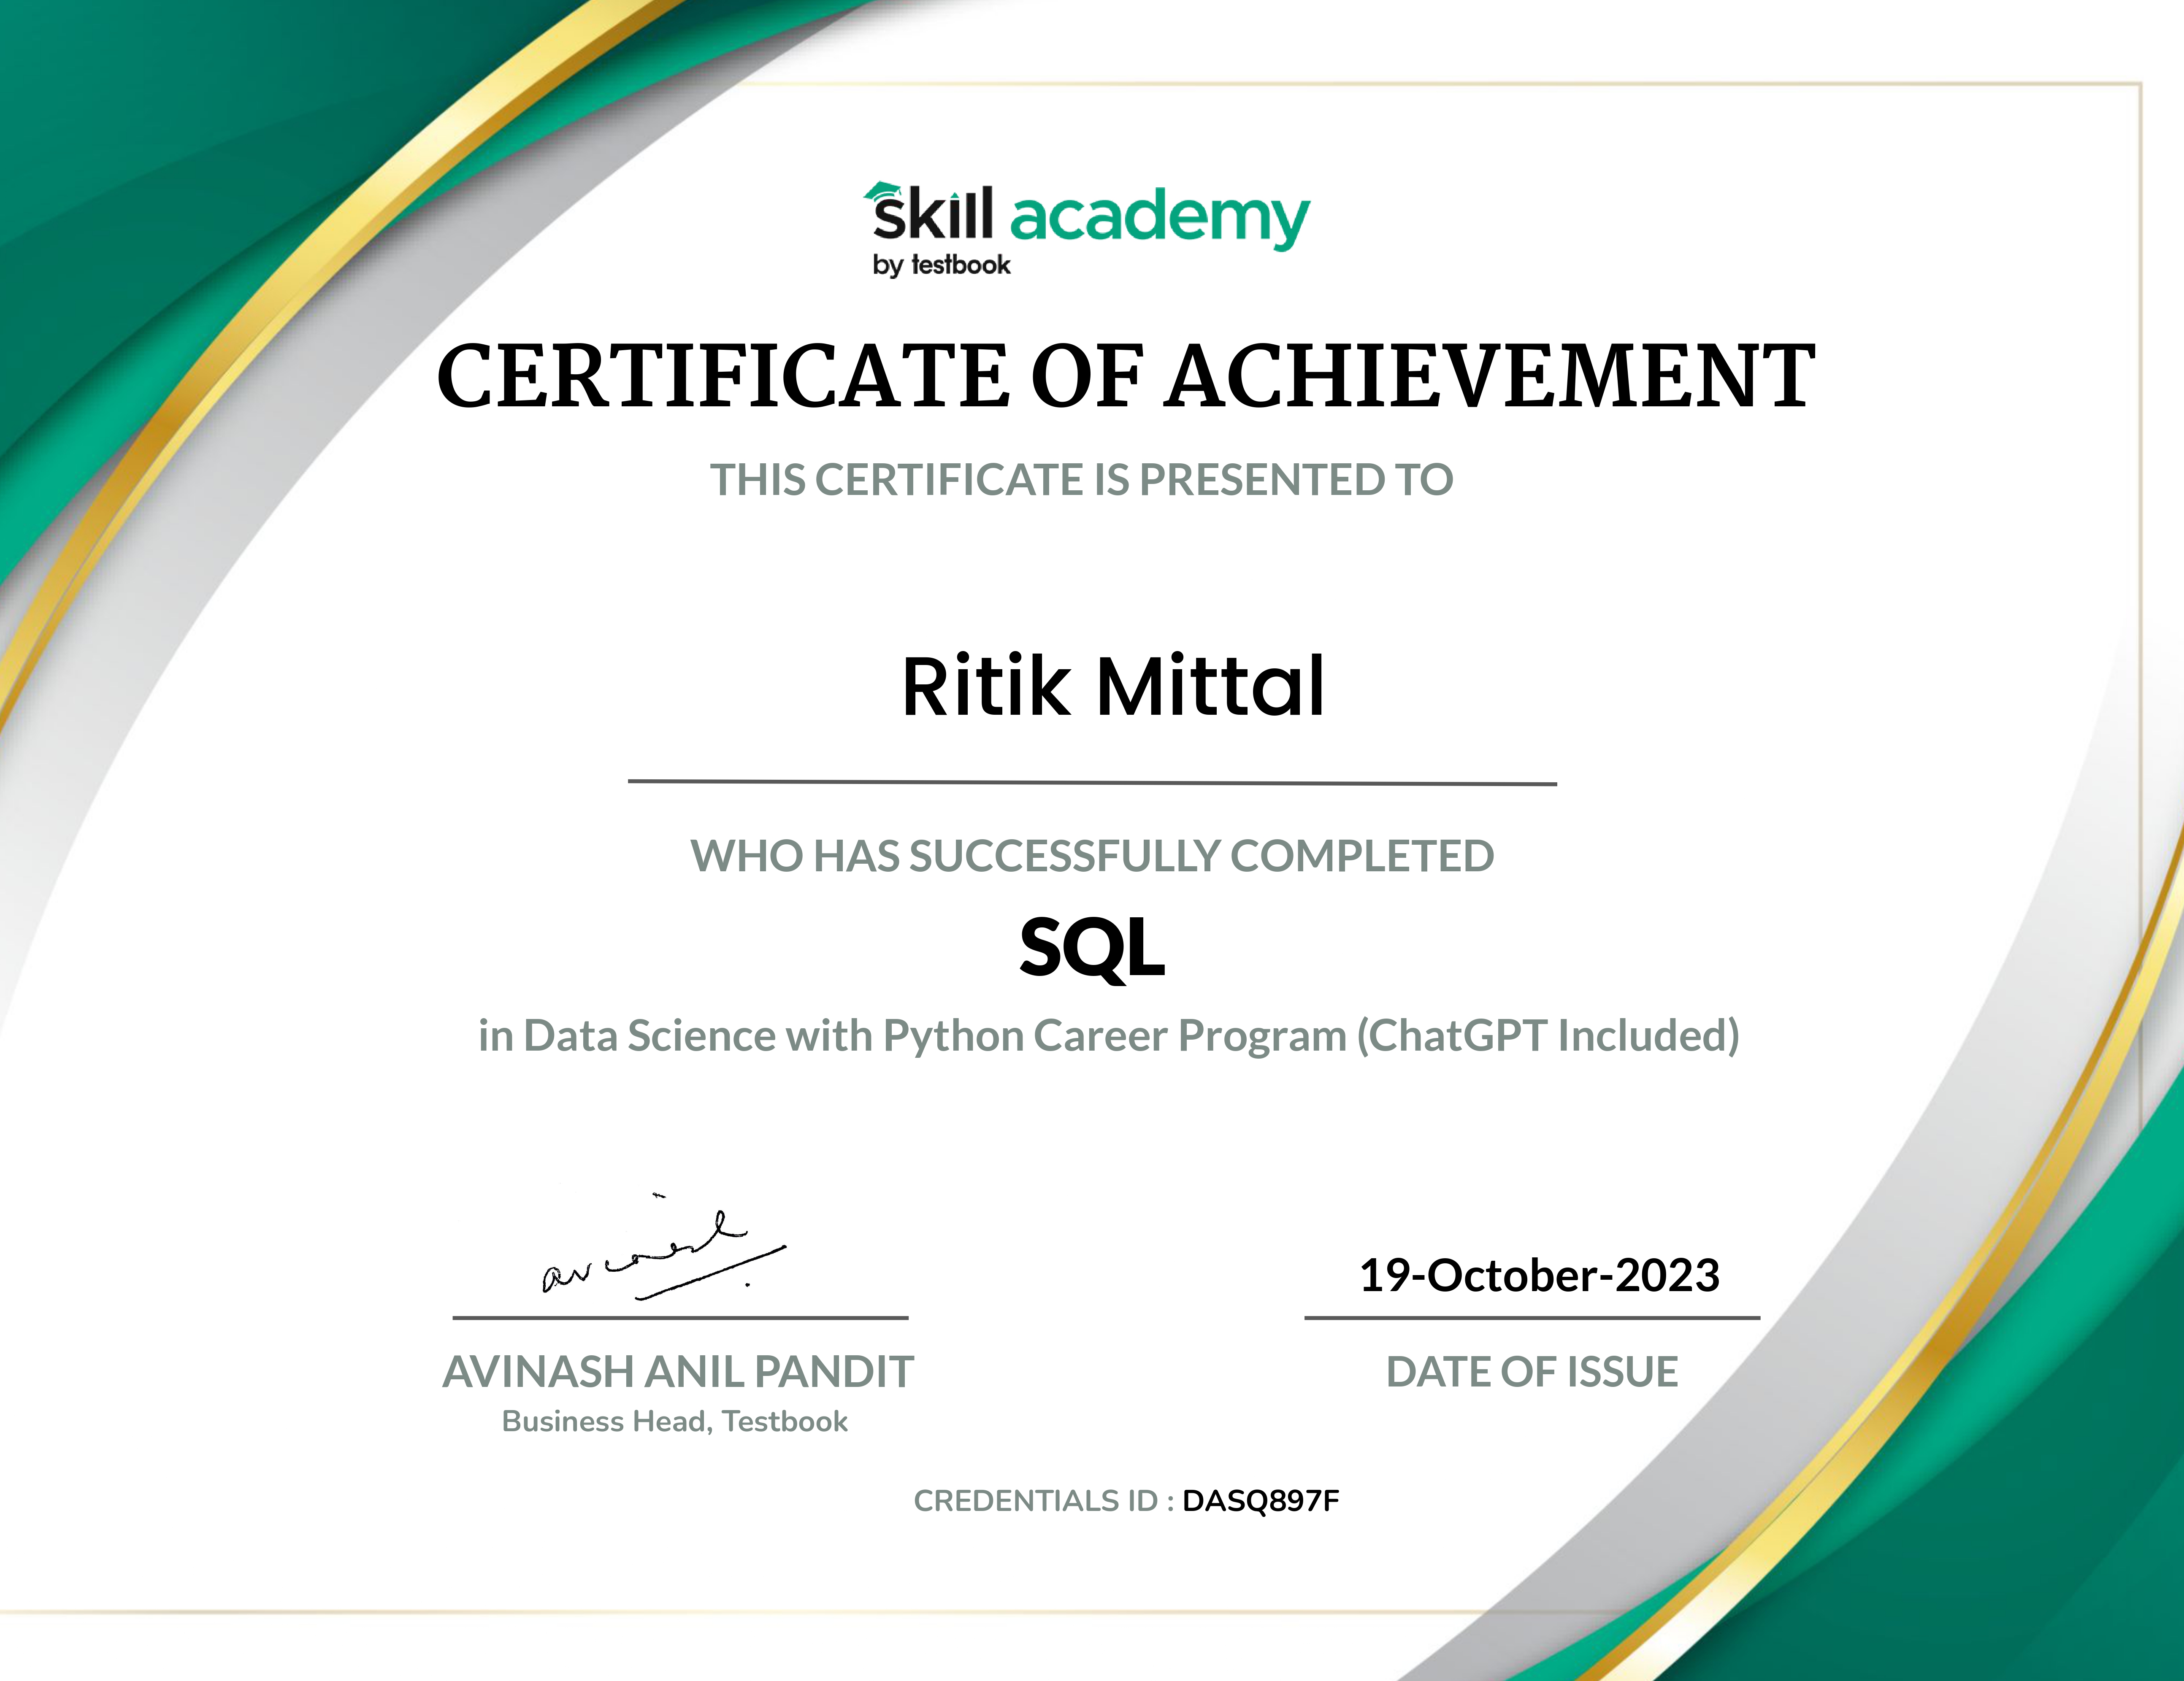 skill academy
by testbook
CERTIFICATE OF ACHIEVEMENT
THIS CERTIFICATE IS PRESENTED TO
Ritik Mittal
WHO HAS SUCCESSFULLY COMPLETED
SQL
in Data Science with Python Career Program (ChatGPT Included)
19-October-2023
AVINASH ANIL PANDIT
DATE OF ISSUE
Business Head, Testbook
CREDENTIALS ID : DASQ897F